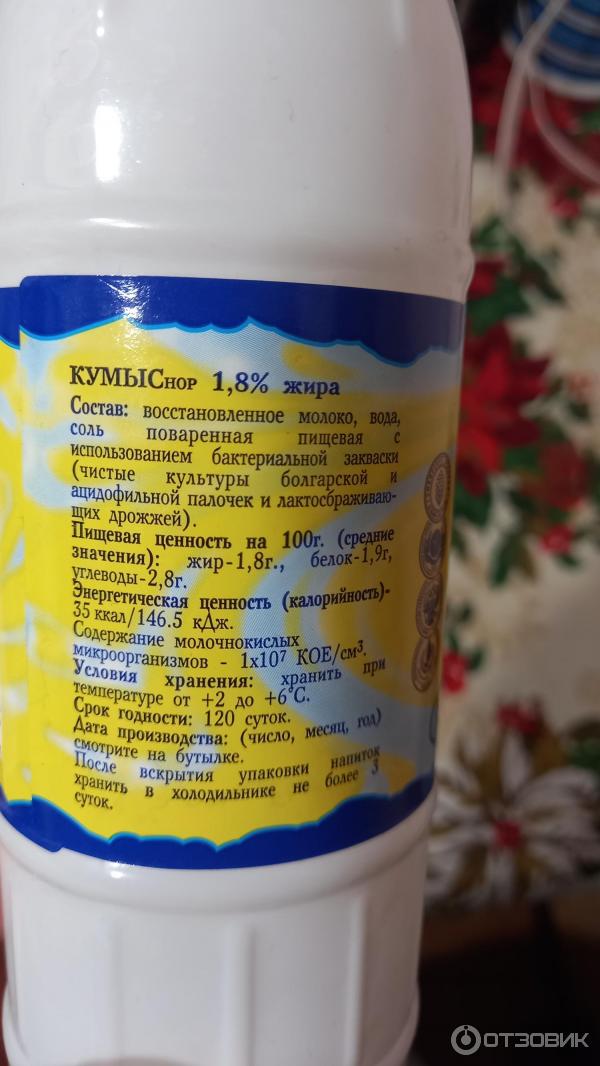 КУМЫСнор 1,8% жира
Состав: восстановленное молоко, вода,
соль поваренная пищевая с
использованием бактериальной закваски
(чистые культуры болгарской и
ацидофильной палочек и лактосбраживаю-
щих дрожжей).
Пищевая ценность на 100г. (средние
значения): жир-1,8г., белок-1,9г,
углеводы-2,8г.
Энергетическая ценность (калорийность)-
35 ккал/146.5 кДж.
Содержание молочнокислых
микроорганизмов - 1x10⁷ КОЕ/см³.
Условия хранения: хранить при
температуре от +2 до +6°С.
Срок годности: 120 суток.
Дата производства: (число, месяц, год)
смотрите на бутылке.
После вскрытия упаковки напиток
хранить в холодильнике не более 3
суток.
ОТЗОВИК